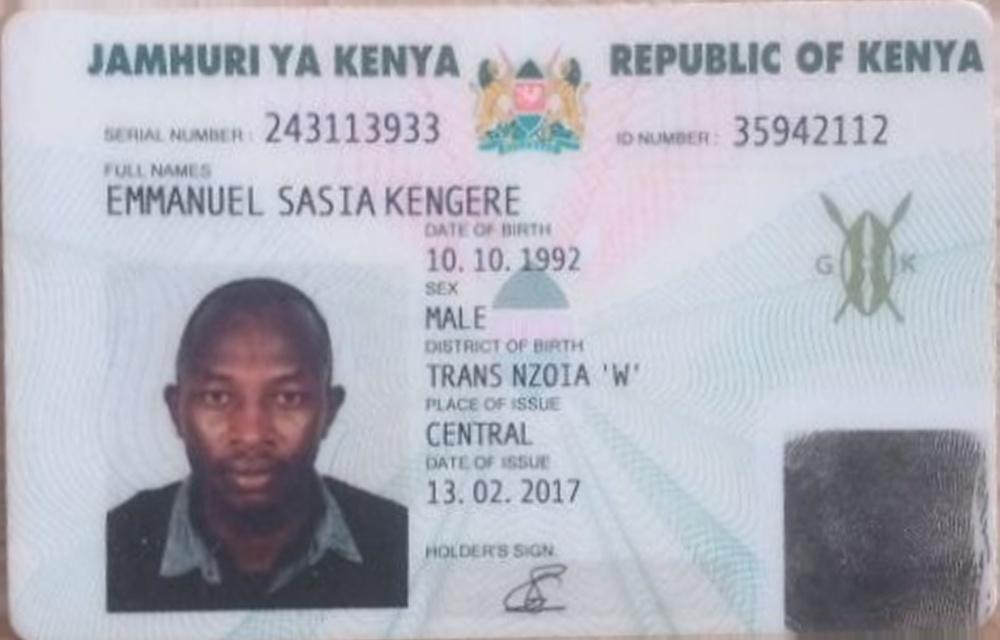 JAMHURI YA KENYA REPUBLIC OF KENYA
SERIAL NUMBER : 243113933 ID NUMBER : 35942112
FULL NAMES
EMMANUEL SASIA KENGERE
DATE OF BIRTH
10. 10. 1992
SEX
MALE
DISTRICT OF BIRTH
TRANS NZOIA 'W'
PLACE OF ISSUE
CENTRAL
DATE OF ISSUE
13. 02. 2017
HOLDER'S SIGN.
G K